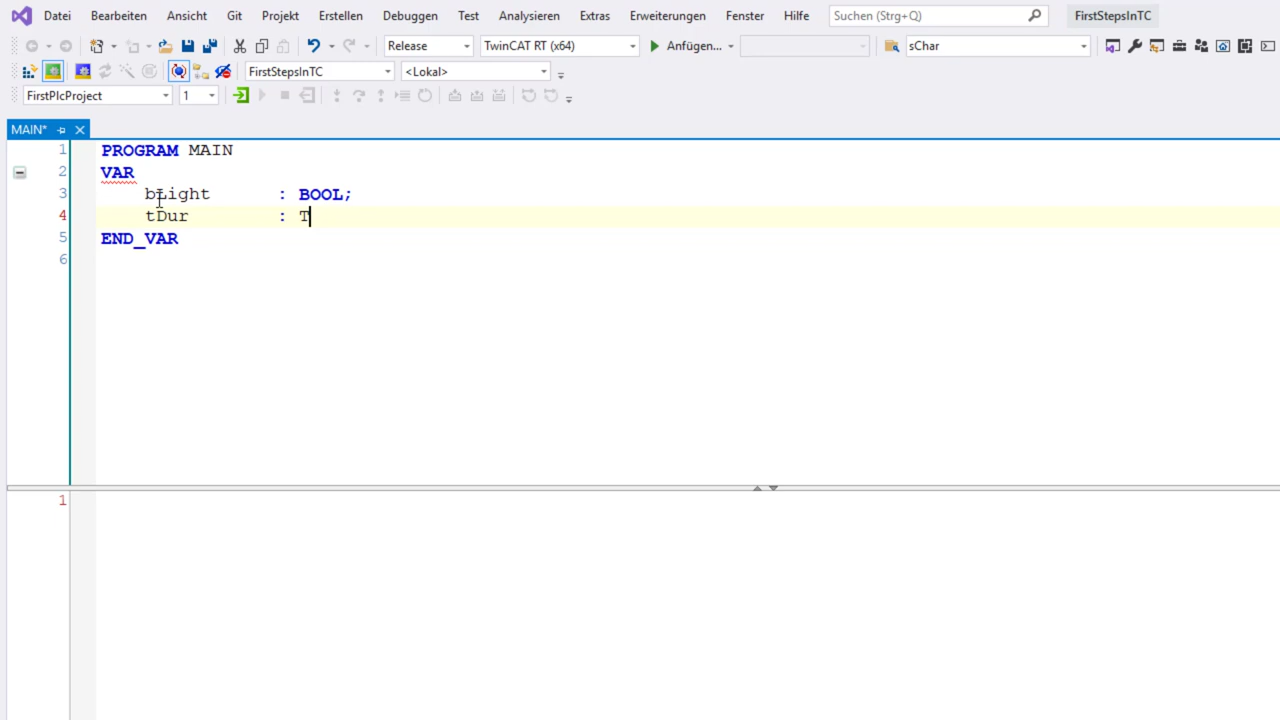 Datei Bearbeiten Ansicht Git Projekt Erstellen Debuggen Test Analysieren Extras Erweiterungen Fenster Hilfe Suchen (Strg+Q) FirstStepsInTC
Release TwinCAT RT (x64) Anfügen... sChar
FirstStepsInTC <Lokal>
FirstPlcProject 1
MAIN*
1 PROGRAM MAIN
2 VAR
3 bLight : BOOL;
4 tDur : T
5 END_VAR
6
1